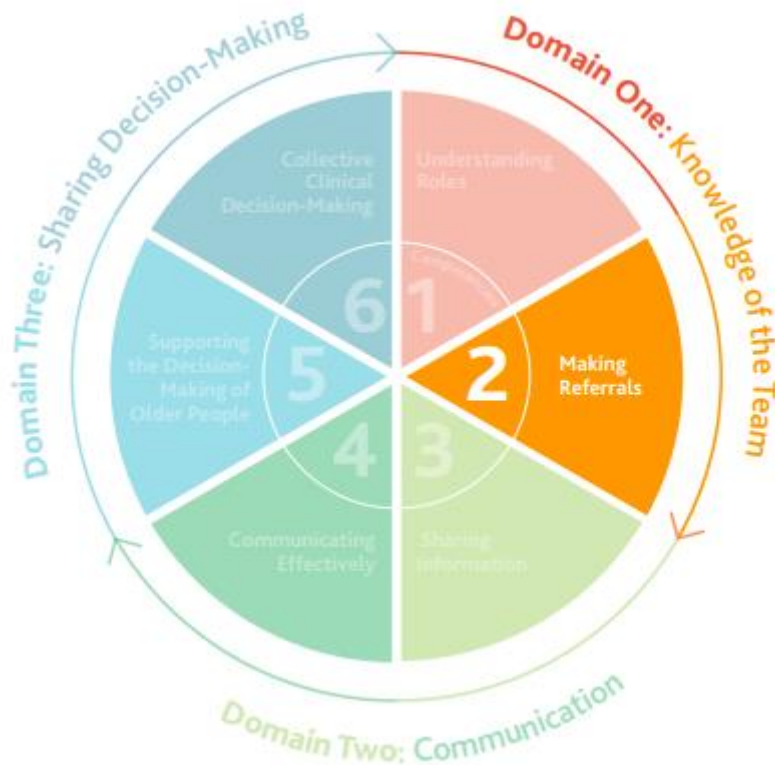 Domain One: Knowledge of the Team
Understanding
Roles
Competencies
1
2
Making
Referrals
3
Sharing
Information
Domain Two: Communication
4
Communicating
Effectively
5
Supporting
the Decision-
Making of
Older People
Domain Three: Sharing Decision-Making
6
Collective
Clinical
Decision-Making